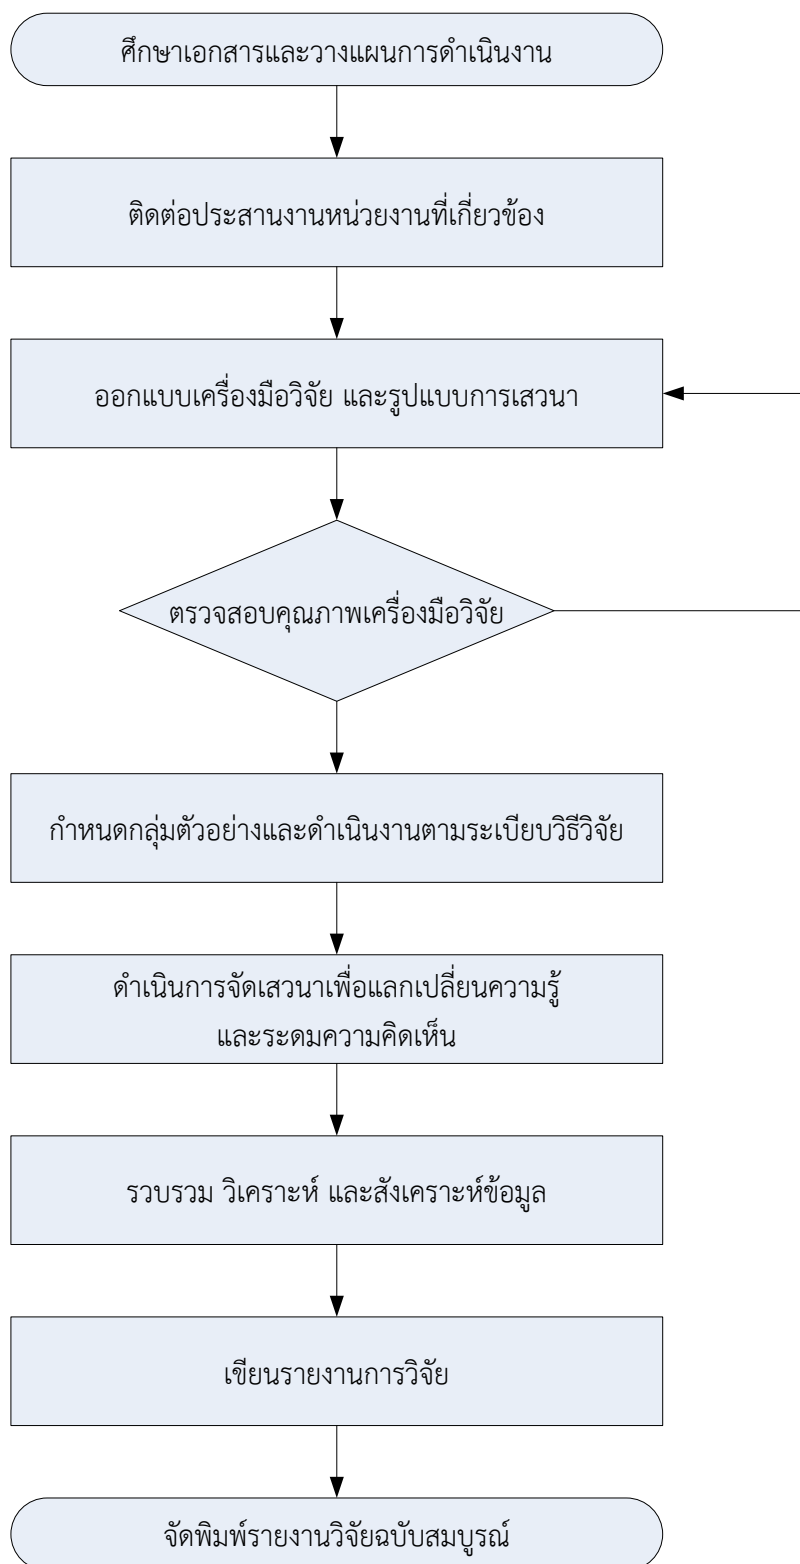 ศึกษาเอกสารและวางแผนการดำเนินงาน
ติดต่อประสานงานหน่วยงานที่เกี่ยวข้อง
ออกแบบเครื่องมือวิจัย และรูปแบบการเสวนา
ตรวจสอบคุณภาพเครื่องมือวิจัย
กำหนดกลุ่มตัวอย่างและดำเนินงานตามระเบียบวิธีวิจัย
ดำเนินการจัดเสวนาเพื่อแลกเปลี่ยนความรู้
และระดมความคิดเห็น
รวบรวม วิเคราะห์ และสังเคราะห์ข้อมูล
เขียนรายงานการวิจัย
จัดพิมพ์รายงานวิจัยฉบับสมบูรณ์